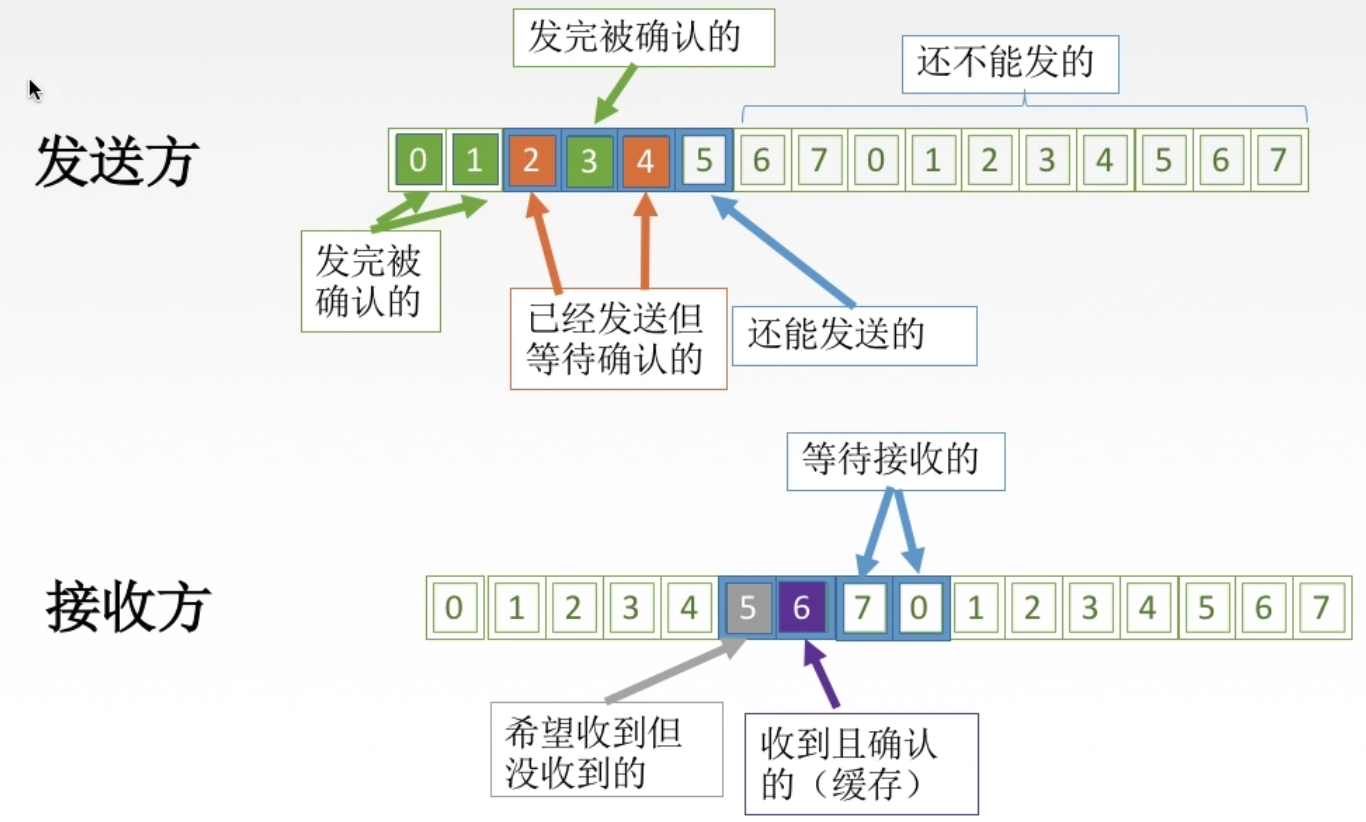 发完被确认的
还不能发的
发送方
0 1 2 3 4 5 6 7 0 1 2 3 4 5 6 7
发完被
确认的
已经发送但
等待确认的
还能发送的
等待接收的
接收方
0 1 2 3 4 5 6 7 0 1 2 3 4 5 6 7
希望收到但
没收到的
收到且确认
的（缓存）